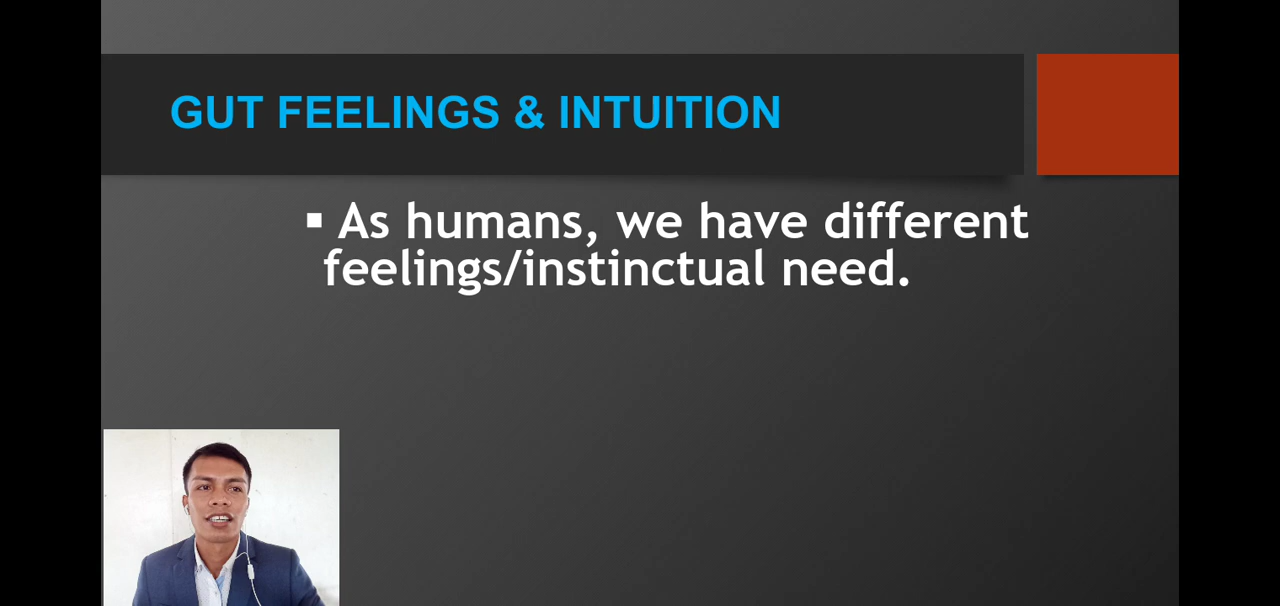 GUT FEELINGS & INTUITION
▪ As humans, we have different
feelings/instinctual need.